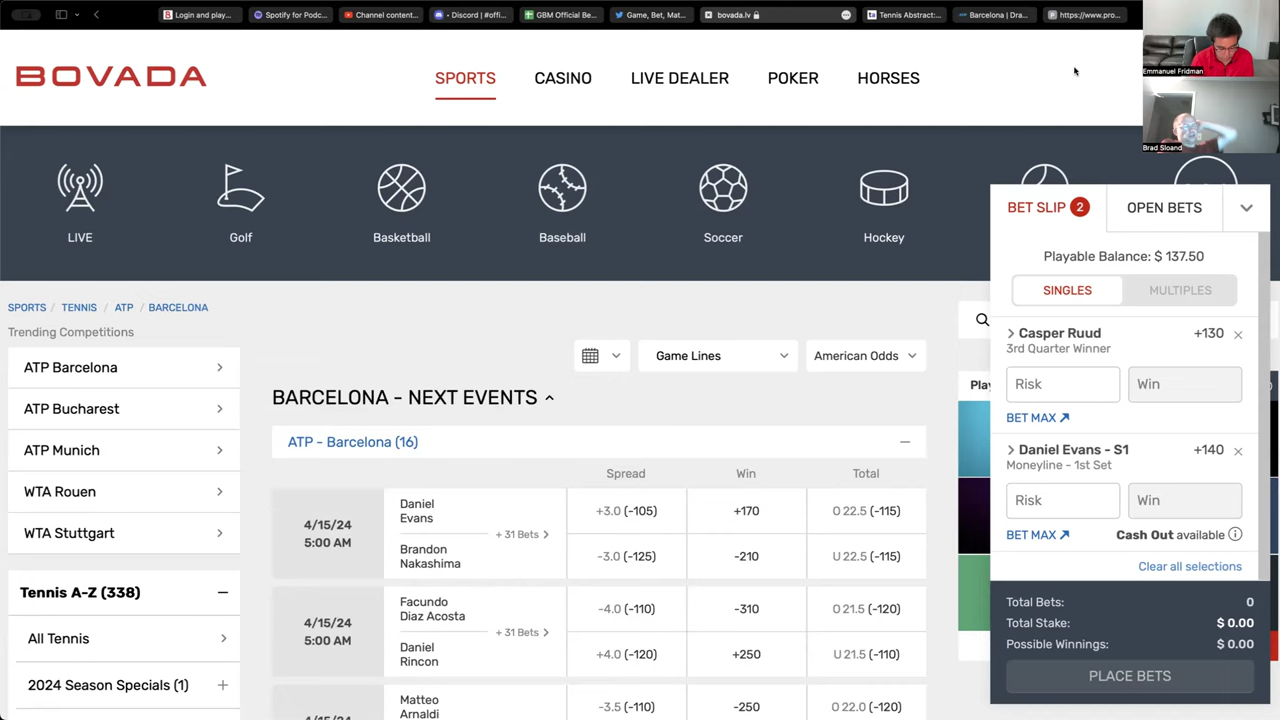 Login and play...
Spotify for Podc...
Channel content...
Discord | #offi...
GBM Official Be...
Game, Bet, Mat...
bovada.lv
Tennis Abstract:...
Barcelona | Dra...
https://www.pro...
BOVADA
SPORTS
CASINO
LIVE DEALER
POKER
HORSES
Emmanuel Fridman
Brad Sloand
LIVE
Golf
Basketball
Baseball
Soccer
Hockey
SPORTS TENNIS ATP BARCELONA
Trending Competitions
ATP Barcelona
ATP Bucharest
ATP Munich
WTA Rouen
WTA Stuttgart
Tennis A-Z (338)
All Tennis
2024 Season Specials (1)
Game Lines
American Odds
BARCELONA - NEXT EVENTS
ATP - Barcelona (16)
Spread Win Total
4/15/24
5:00 AM
Daniel
Evans
+3.0 (-105) +170 O 22.5 (-115)
+ 31 Bets
Brandon
Nakashima
-3.0 (-125) -210 U 22.5 (-115)
4/15/24
5:00 AM
Facundo
Diaz Acosta
-4.0 (-110) -310 O 21.5 (-120)
+ 31 Bets
Daniel
Rincon
+4.0 (-120) +250 U 21.5 (-110)
4/15/24
Matteo
Arnaldi
-3.5 (-110) -250 O 22.0 (-120)
Play
BET SLIP 2
OPEN BETS
Playable Balance: $ 137.50
SINGLES
MULTIPLES
Casper Ruud +130
3rd Quarter Winner
Risk Win
BET MAX
Daniel Evans - S1 +140
Moneyline - 1st Set
Risk Win
BET MAX
Cash Out available
Clear all selections
Total Bets: 0
Total Stake: $ 0.00
Possible Winnings: $ 0.00
PLACE BETS